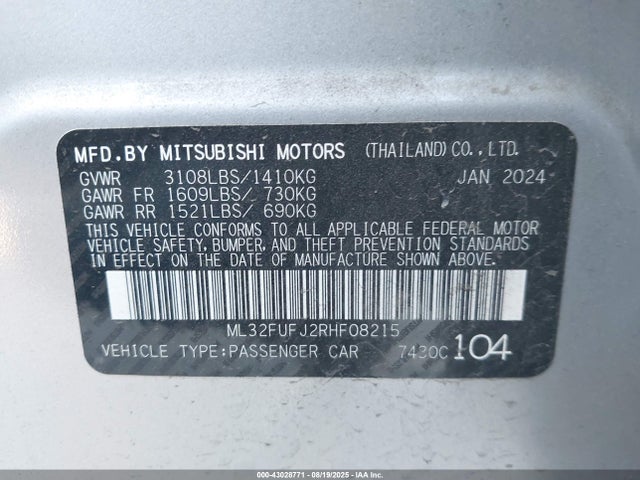 MFD.BY MITSUBISHI MOTORS (THAILAND) CO., LTD.
GVWR 3108LBS/1410KG JAN 2024
GAWR FR 1609LBS/ 730KG
GAWR RR 1521LBS/ 690KG
THIS VEHICLE CONFORMS TO ALL APPLICABLE FEDERAL MOTOR
VEHICLE SAFETY, BUMPER, AND THEFT PREVENTION STANDARDS
IN EFFECT ON THE DATE OF MANUFACTURE SHOWN ABOVE.
ML32FUFJ2RHF08215
VEHICLE TYPE:PASSENGER CAR 7430C 104
000-43028771 - 08/19/2025 - IAA Inc.